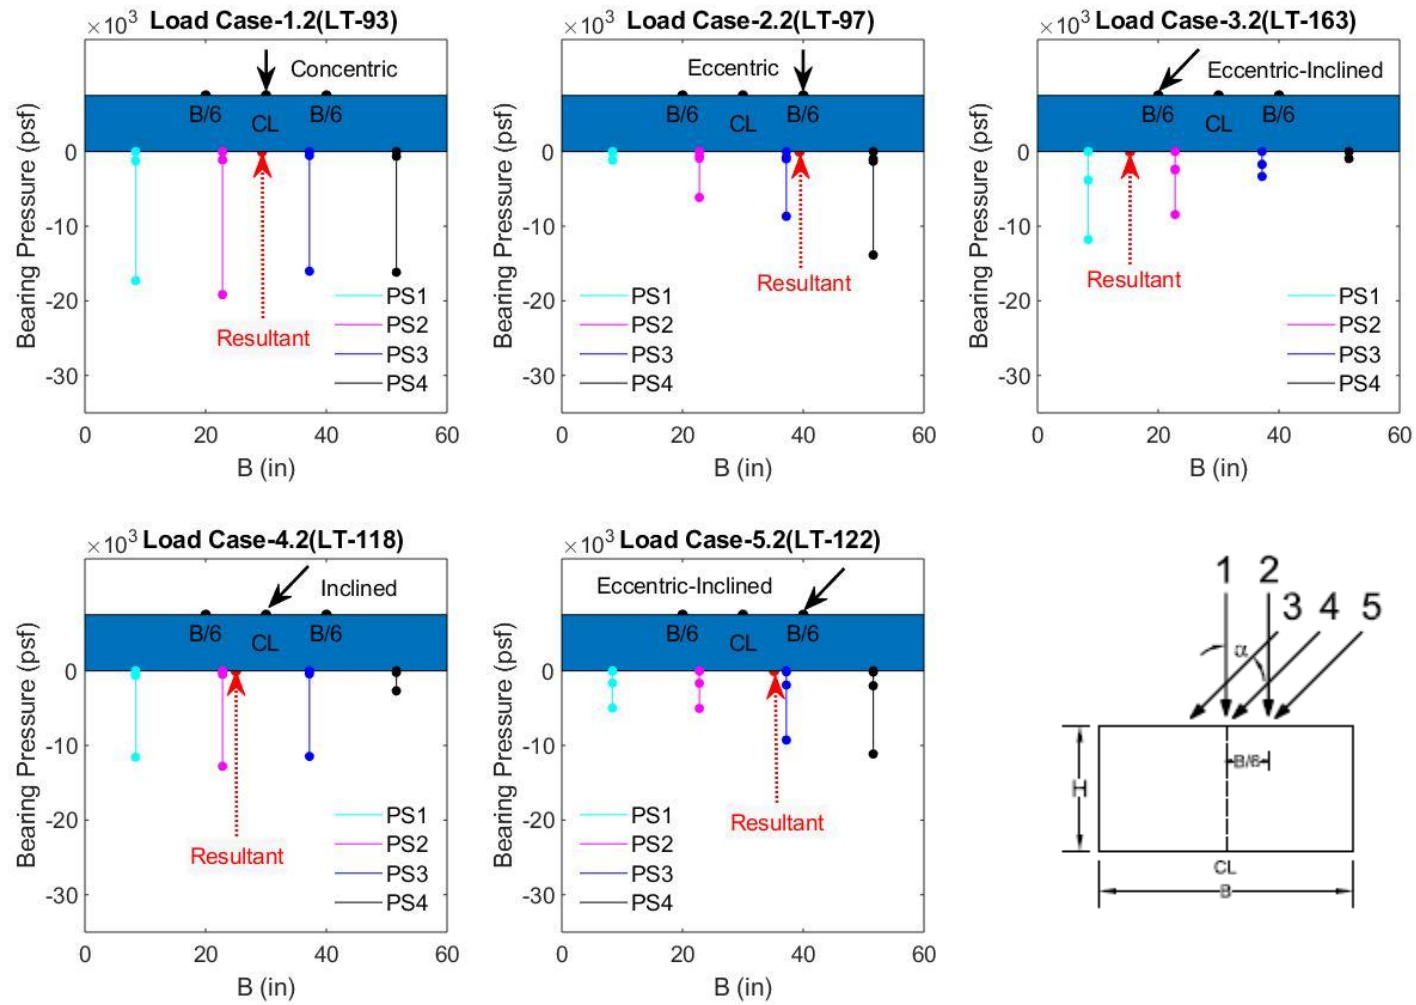 ×10³ Load Case-1.2(LT-93)
Concentric
B/6 CL B/6
Bearing Pressure (psf)
0
-10
-20
-30
Resultant
PS1
PS2
PS3
PS4
0 20 40 60
B (in)
×10³ Load Case-2.2(LT-97)
Eccentric
B/6 CL B/6
Bearing Pressure (psf)
0
-10
-20
-30
Resultant
PS1
PS2
PS3
PS4
0 20 40 60
B (in)
×10³ Load Case-3.2(LT-163)
Eccentric-Inclined
B/6 CL B/6
Bearing Pressure (psf)
0
-10
-20
-30
Resultant
PS1
PS2
PS3
PS4
0 20 40 60
B (in)
×10³ Load Case-4.2(LT-118)
Inclined
B/6 CL B/6
Bearing Pressure (psf)
0
-10
-20
-30
Resultant
PS1
PS2
PS3
PS4
0 20 40 60
B (in)
×10³ Load Case-5.2(LT-122)
Eccentric-Inclined
B/6 CL B/6
Bearing Pressure (psf)
0
-10
-20
-30
Resultant
PS1
PS2
PS3
PS4
0 20 40 60
B (in)
1 2
3 4 5
α
B/6
H
CL
B